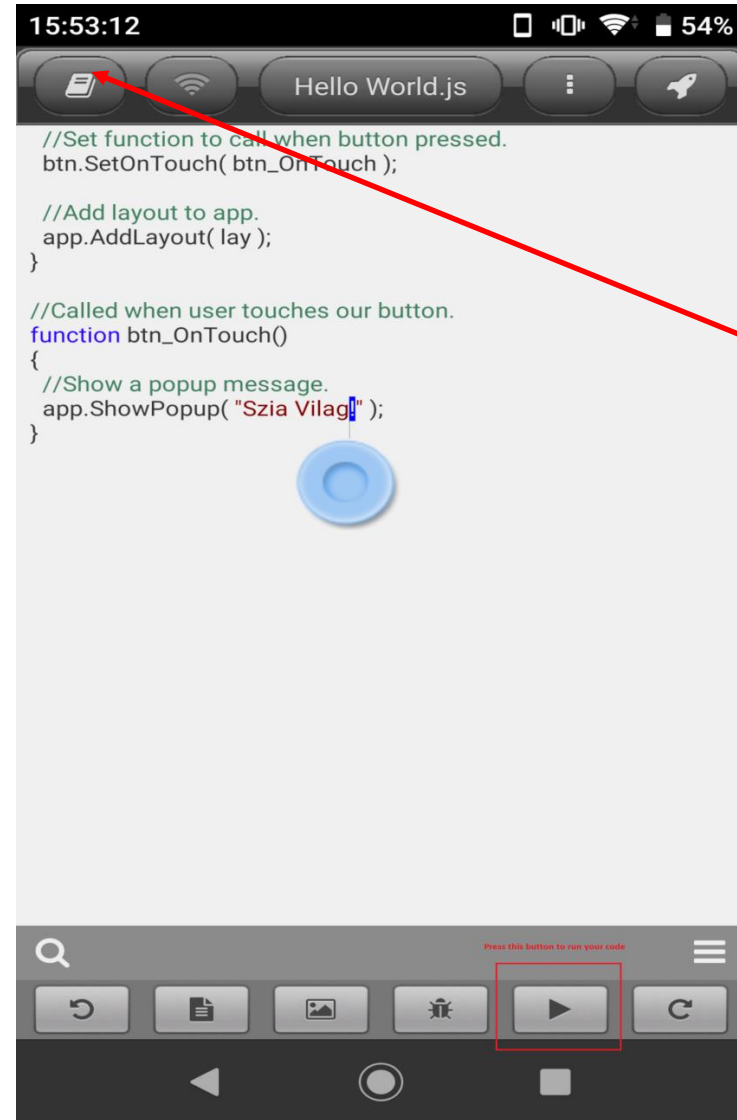 15:53:12
54%
Hello World.js
//Set function to call when button pressed.
btn.SetOnTouch( btn_OnTouch );
//Add layout to app.
app.AddLayout( lay );
}
//Called when user touches our button.
function btn_OnTouch()
{
//Show a popup message.
app.ShowPopup( "Szia Vilag!" );
}
Press this button to run your code